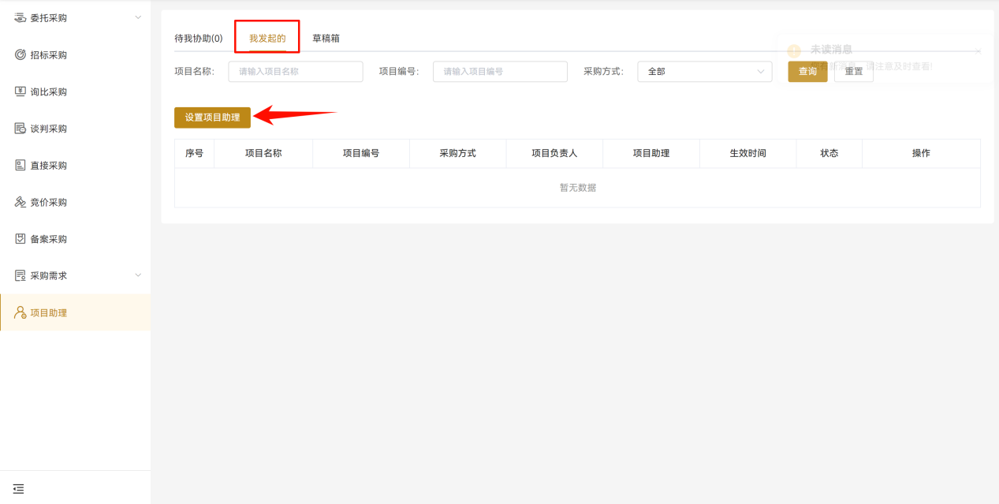 委托采购
招标采购
询比采购
谈判采购
直接采购
竞价采购
备案采购
采购需求
项目助理
待我协助(0) 我发起的 草稿箱
未读消息
新消息，请注意及时查看!
项目名称: 请输入项目名称 项目编号: 请输入项目编号 采购方式: 全部 查询 重置
设置项目助理
序号 项目名称 项目编号 采购方式 项目负责人 项目助理 生效时间 状态 操作
暂无数据